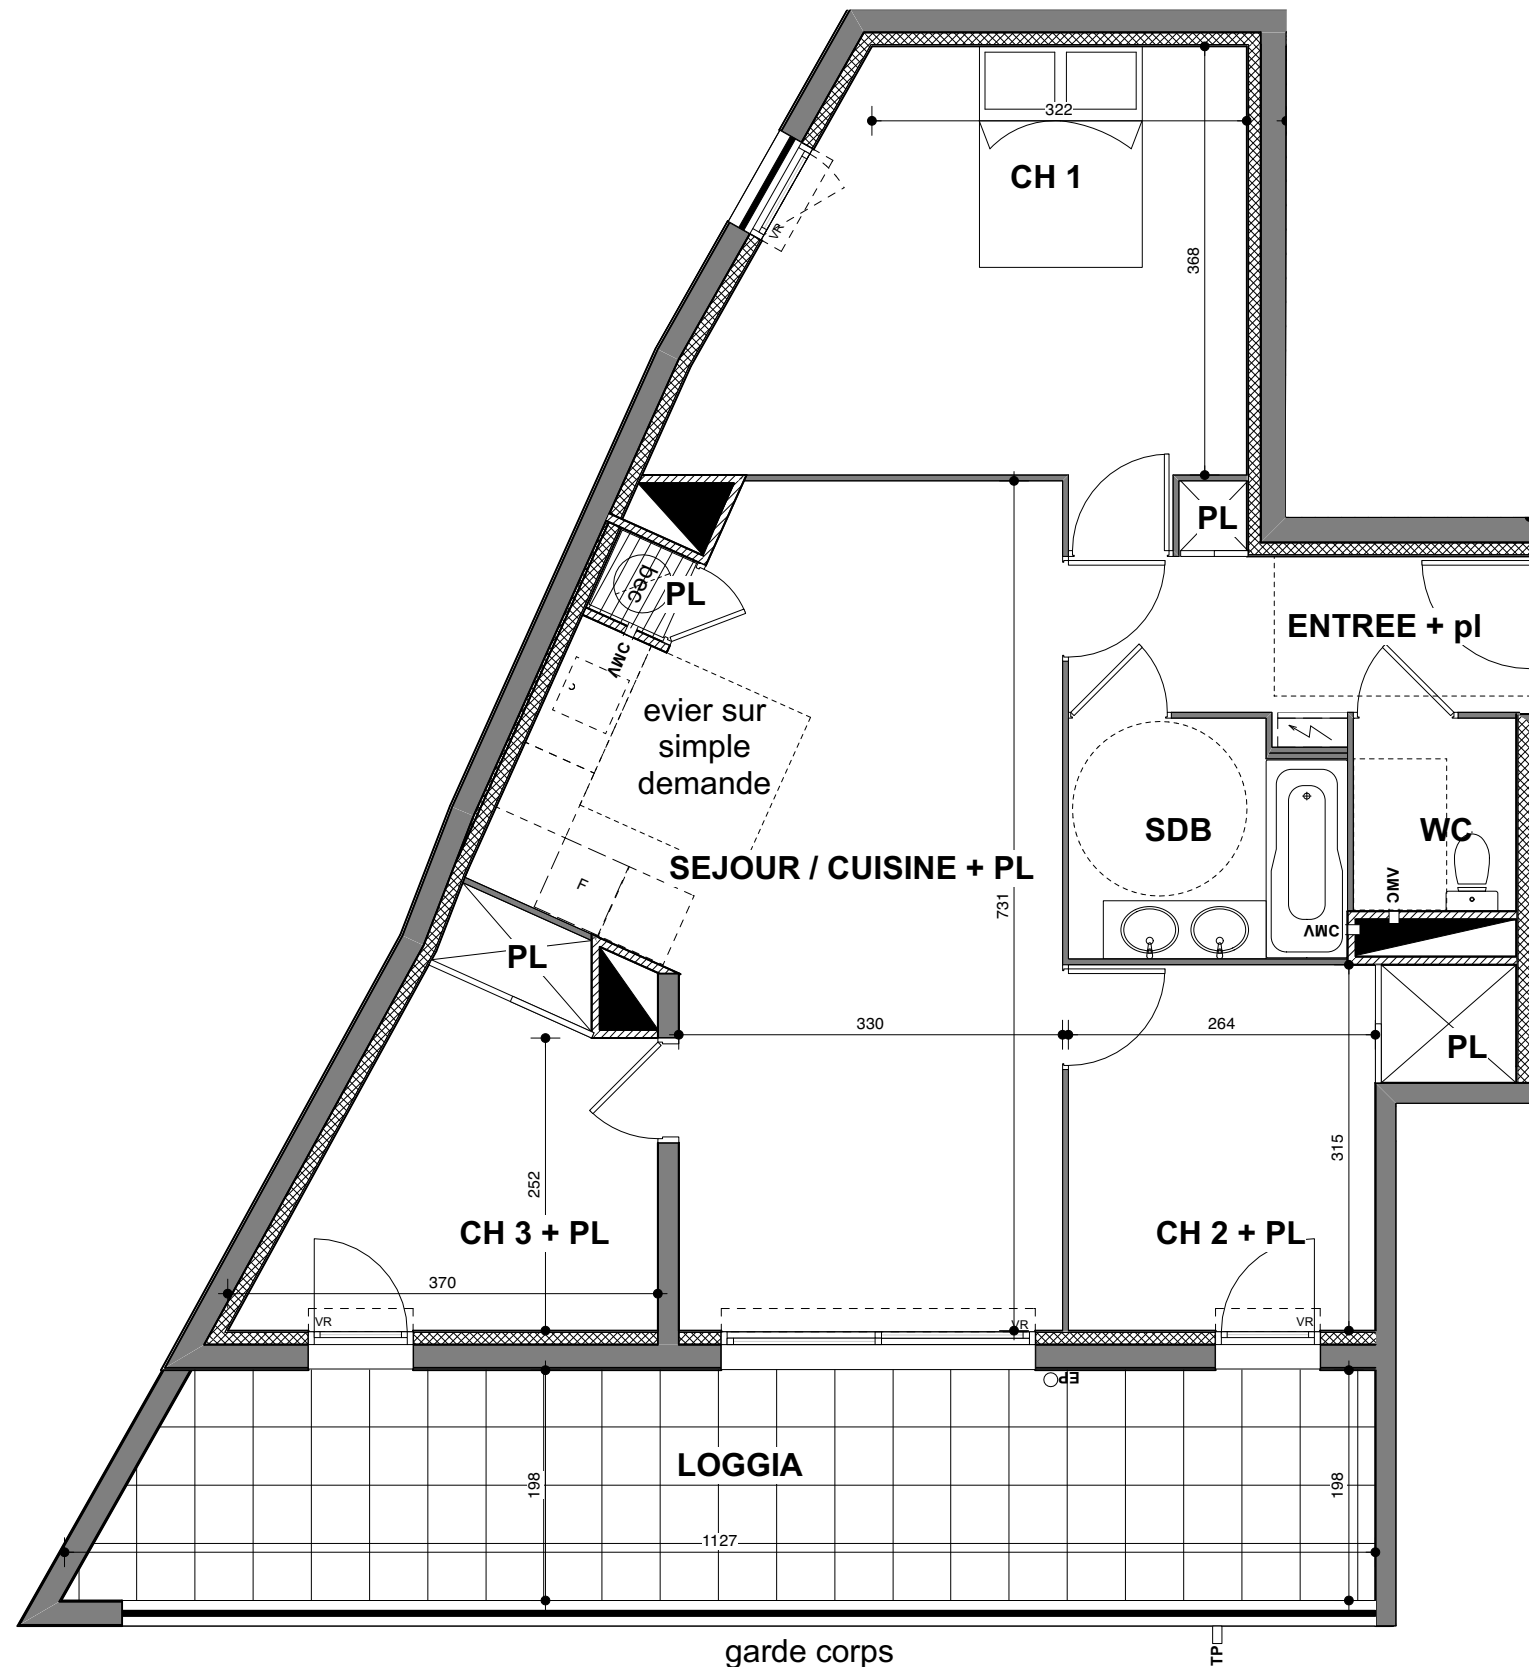 322
CH 1
VR
368
PL
bec
PL
VMC
ENTREE + pl
evier sur
simple
demande
SDB
WC
SEJOUR / CUISINE + PL
F
VMC
731
VMC
PL
330
264
PL
252
315
CH 3 + PL
CH 2 + PL
370
VR
VR
VR
EP
LOGGIA
198
198
1127
garde corps
TP